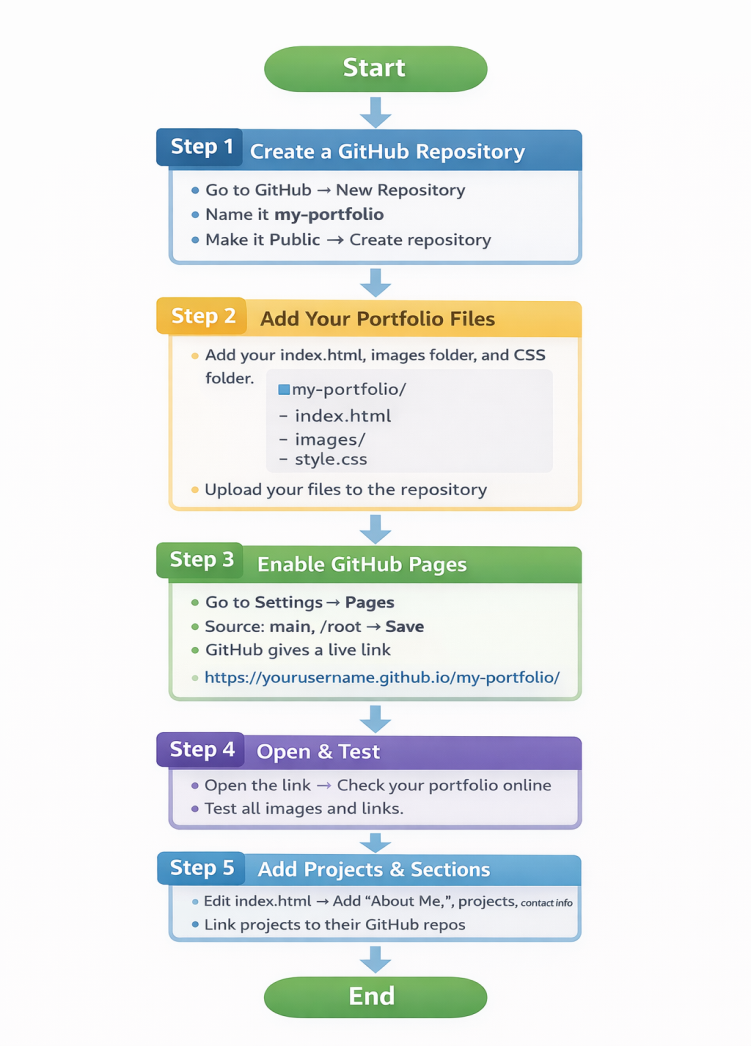 Start
Step 1 Create a GitHub Repository
• Go to GitHub → New Repository
• Name it my-portfolio
• Make it Public → Create repository
Step 2 Add Your Portfolio Files
• Add your index.html, images folder, and CSS
folder.
my-portfolio/
– index.html
– images/
– style.css
• Upload your files to the repository
Step 3 Enable GitHub Pages
• Go to Settings → Pages
• Source: main, /root → Save
• GitHub gives a live link
• https://yourusername.github.io/my-portfolio/
Step 4 Open & Test
• Open the link → Check your portfolio online
• Test all images and links.
Step 5 Add Projects & Sections
• Edit index.html → Add “About Me,”, projects, contact info
• Link projects to their GitHub repos
End